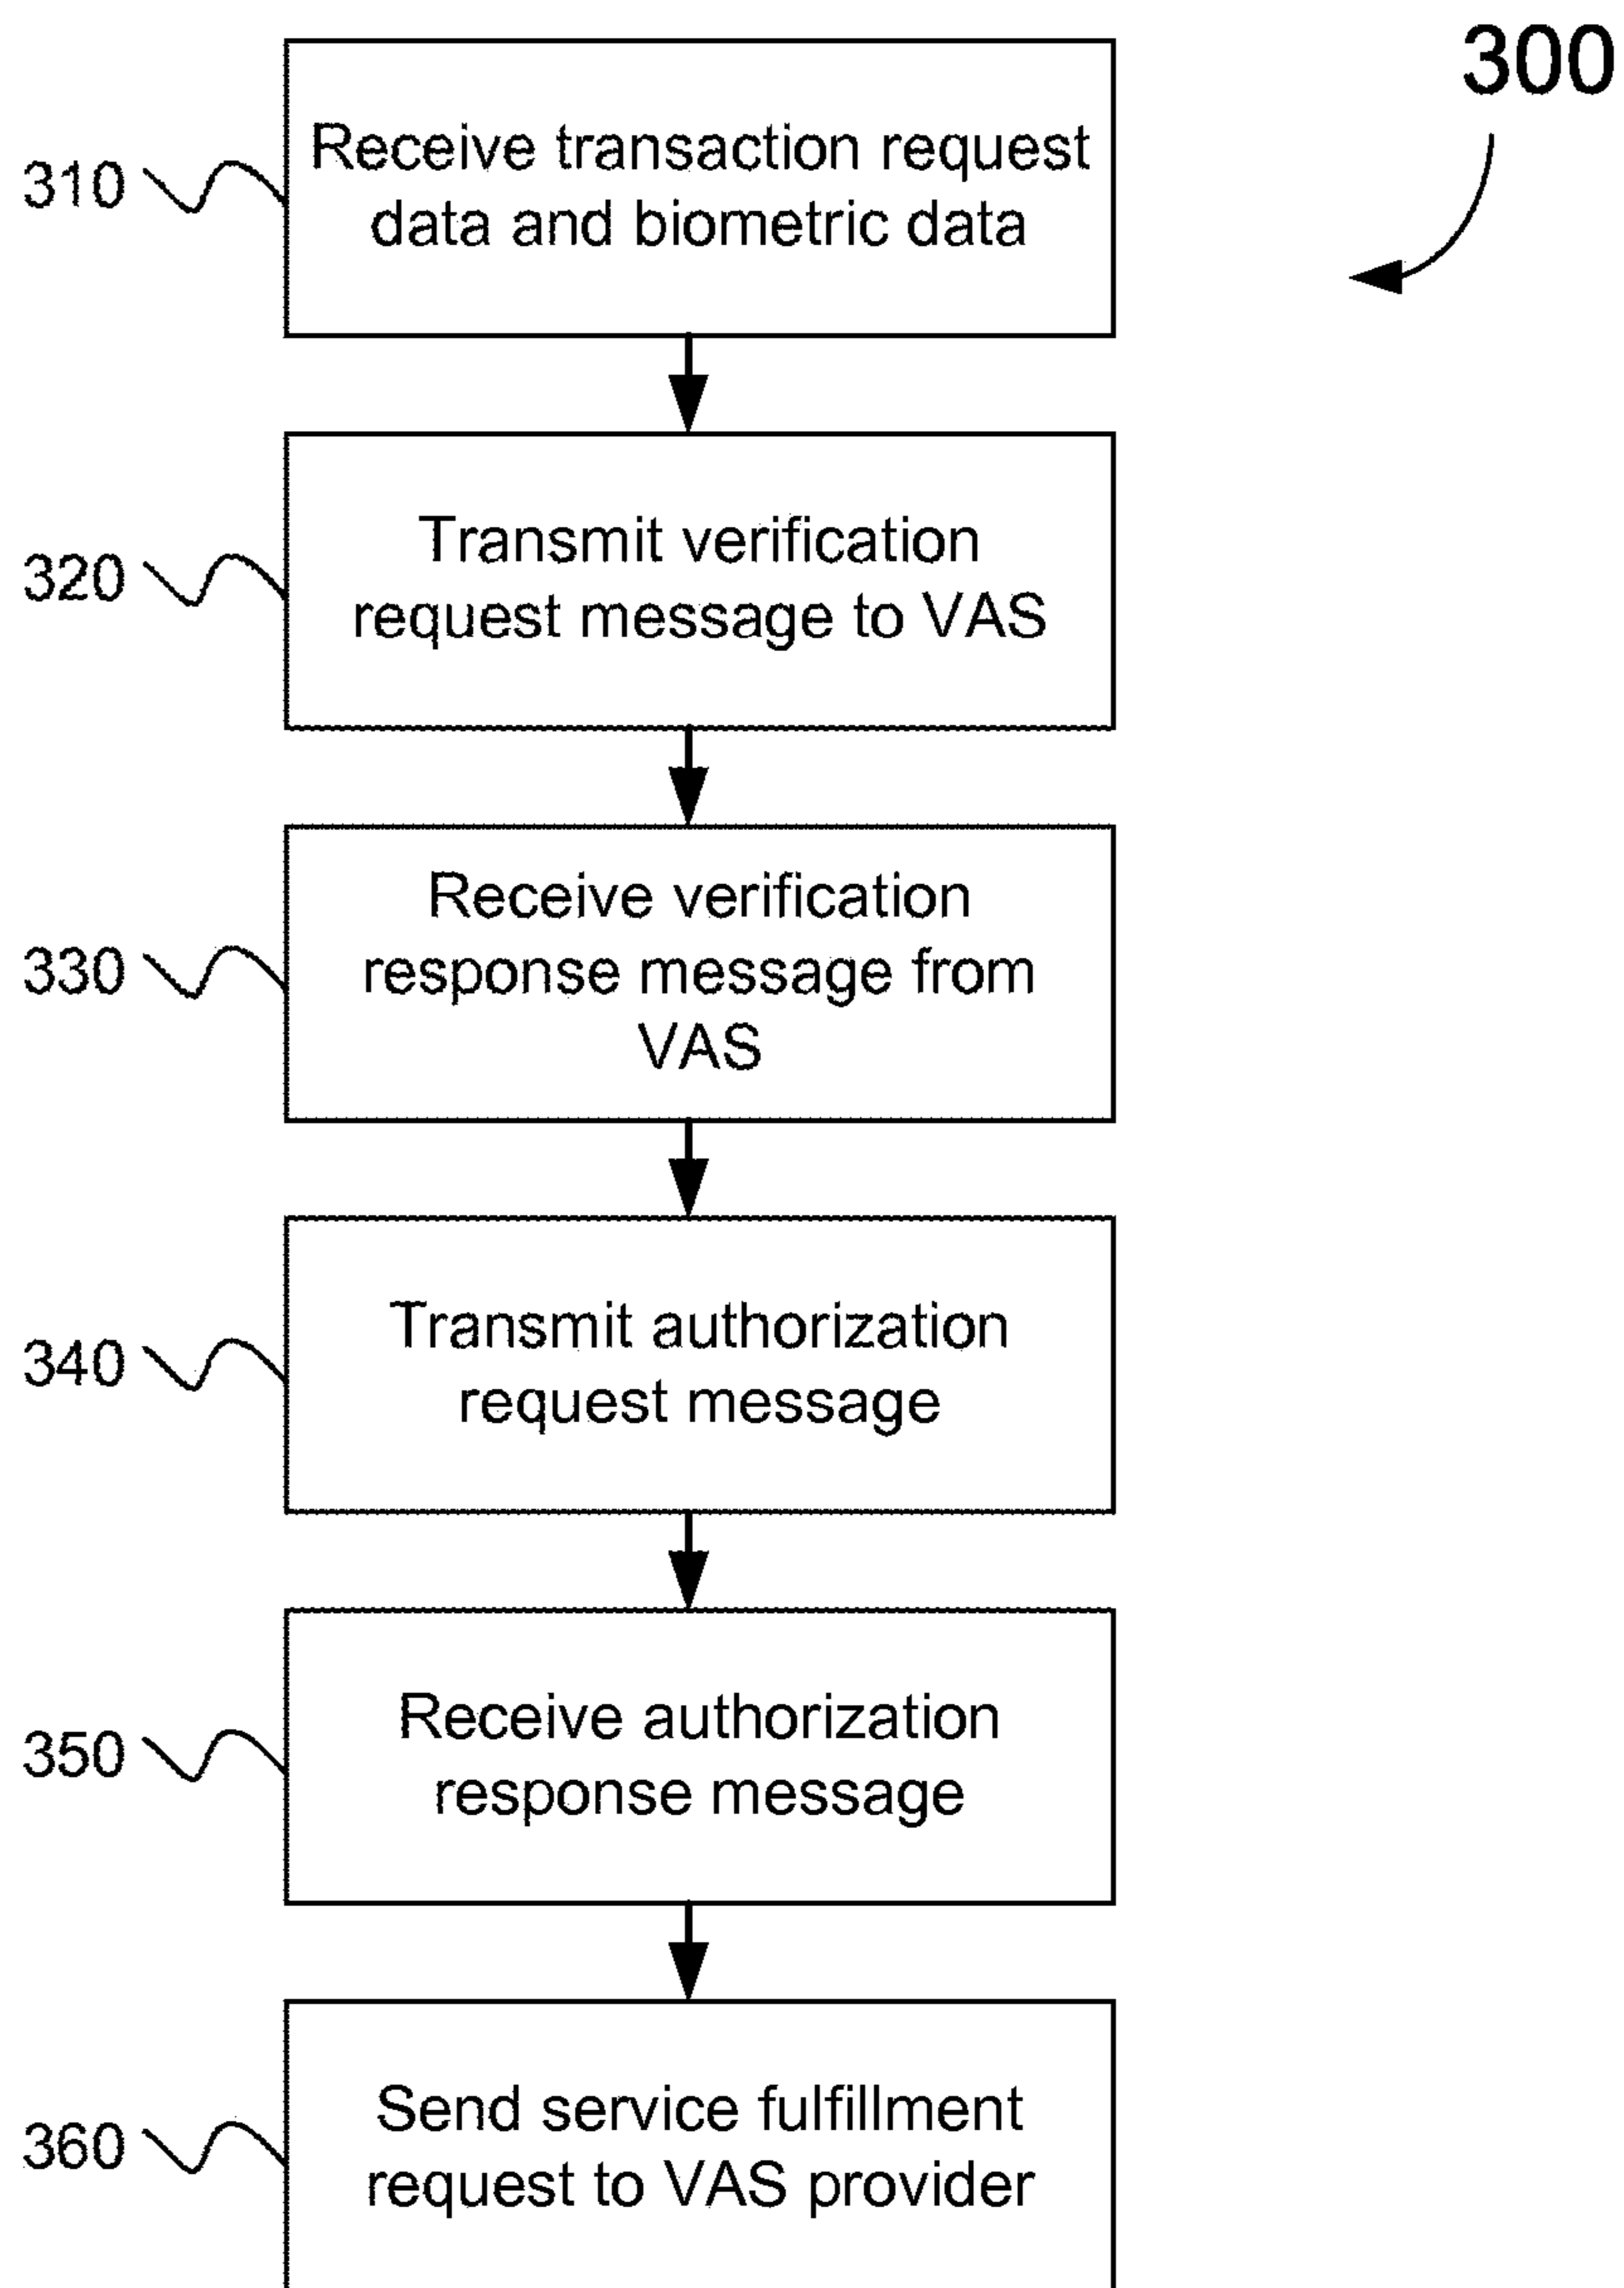 300
310
Receive transaction request
data and biometric data
320
Transmit verification
request message to VAS
330
Receive verification
response message from
VAS
340
Transmit authorization
request message
350
Receive authorization
response message
360
Send service fulfillment
request to VAS provider